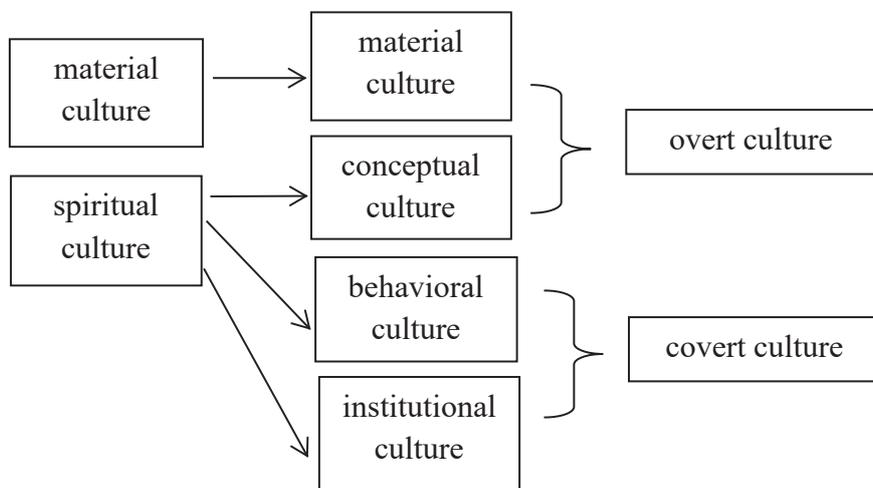 material
culture
spiritual
culture
material
culture
conceptual
culture
behavioral
culture
institutional
culture
overt culture
covert culture